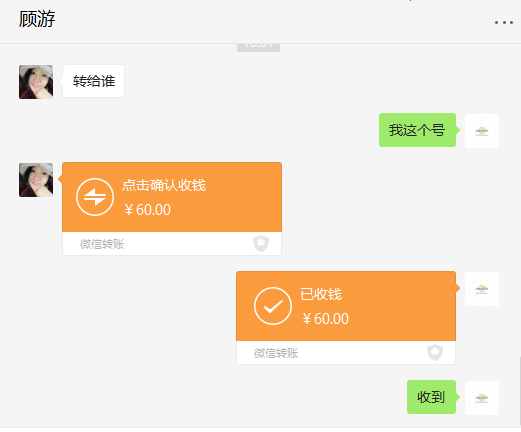 顾游
转给谁
我这个号
点击确认收钱
￥60.00
微信转账
已收钱
￥60.00
微信转账
收到